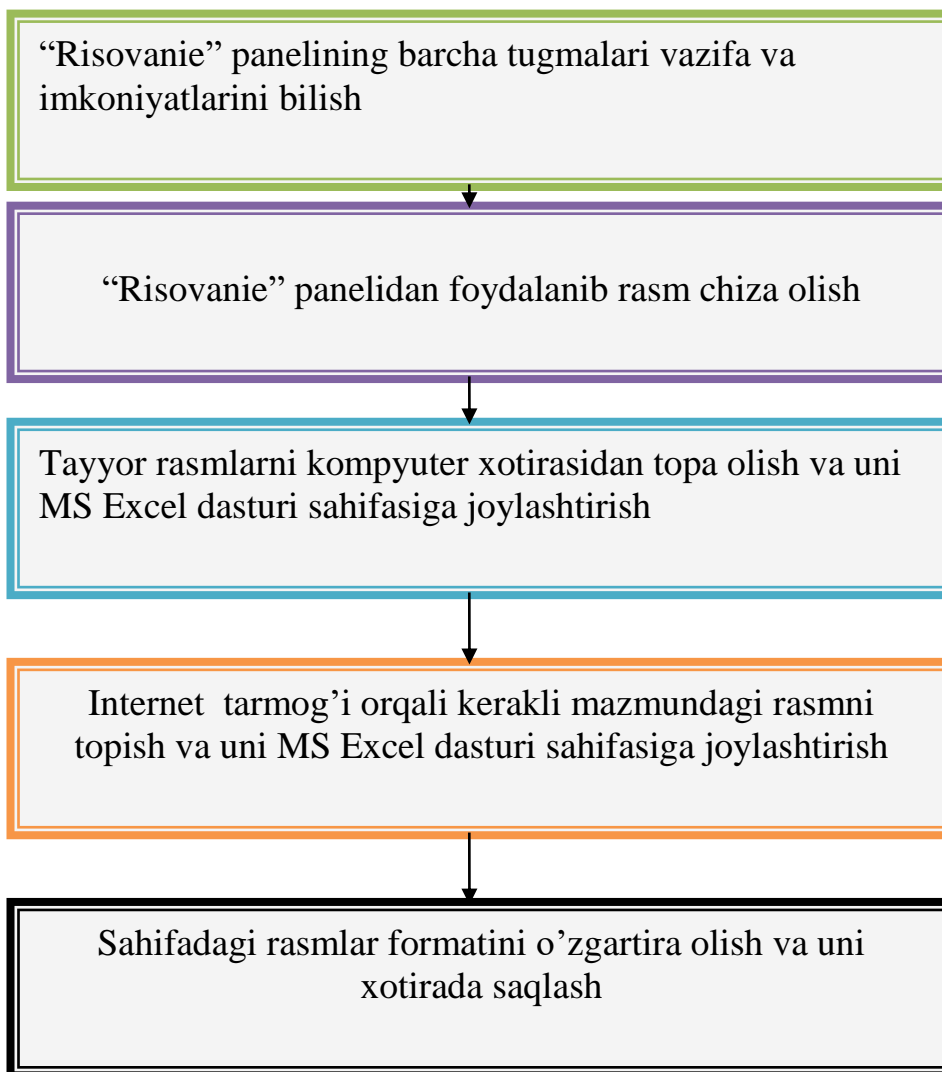 “Risovanie” panelining barcha tugmalari vazifa va
imkoniyatlarini bilish
“Risovanie” panelidan foydalanib rasm chiza olish
Tayyor rasmlarni kompyuter xotirasidan topa olish va uni
MS Excel dasturi sahifasiga joylashtirish
Internet  tarmog’i orqali kerakli mazmundagi rasmni
topish va uni MS Excel dasturi sahifasiga joylashtirish
Sahifadagi rasmlar formatini o’zgartira olish va uni
xotirada saqlash